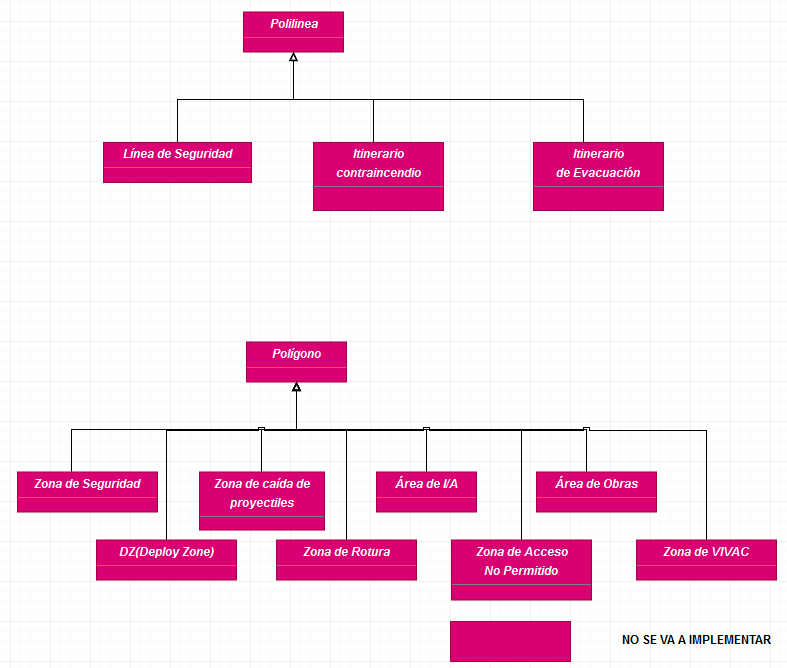 Polilinea
Línea de Seguridad
Itinerario
contraincendio
Itinerario
de Evacuación
Polígono
Zona de Seguridad
Zona de caída de
proyectiles
Área de I/A
Área de Obras
DZ(Deploy Zone)
Zona de Rotura
Zona de Acceso
No Permitido
Zona de VIVAC
NO SE VA A IMPLEMENTAR